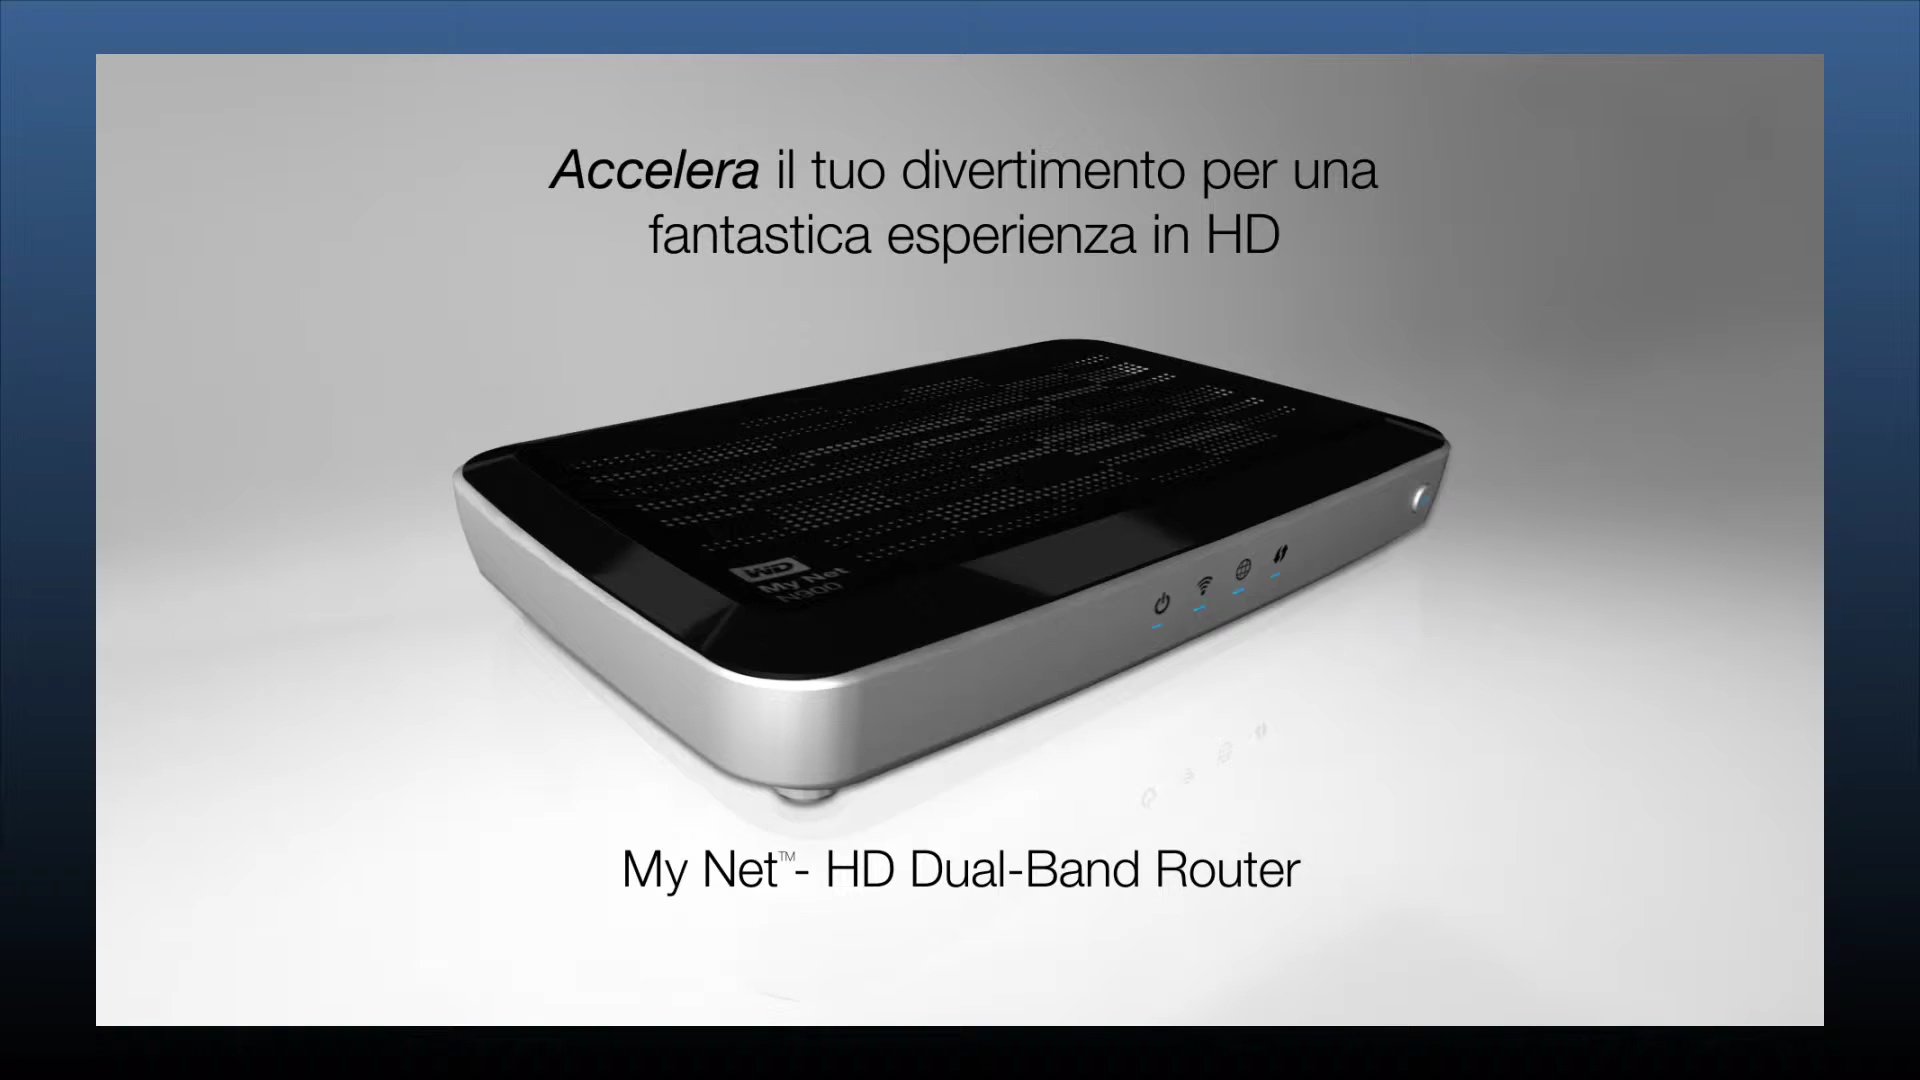 Accelera il tuo divertimento per una
fantastica esperienza in HD
WD
My Net
N900
My Net™- HD Dual-Band Router